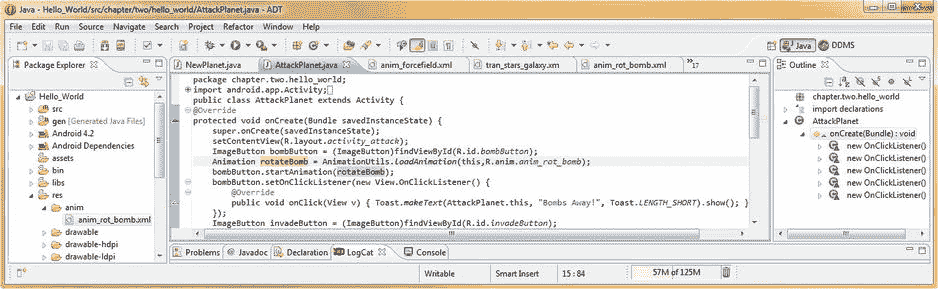 Java - Hello_World/src/chapter/two/hello_world/AttackPlanet.java - ADT
File Edit Run Source Navigate Search Project Refactor Window Help
Java DDMS
Package Explorer
Hello_World
src
gen [Generated Java Files]
Android 4.2
Android Dependencies
assets
bin
libs
res
anim
anim_rot_bomb.xml
drawable
drawable-hdpi
drawable-ldpi
NewPlanet.java AttackPlanet.java anim_forcefield.xml tran_stars_galaxy.xml anim_rot_bomb.xml »17
package chapter.two.hello_world;
import android.app.Activity;
public class AttackPlanet extends Activity {
@Override
protected void onCreate(Bundle savedInstanceState) {
super.onCreate(savedInstanceState);
setContentView(R.layout.activity_attack);
ImageButton bombButton = (ImageButton)findViewById(R.id.bombButton);
Animation rotateBomb = AnimationUtils.loadAnimation(this,R.anim.anim_rot_bomb);
bombButton.startAnimation(rotateBomb);
bombButton.setOnClickListener(new View.OnClickListener() {
@Override
public void onClick(View v) { Toast.makeText(AttackPlanet.this, "Bombs Away!", Toast.LENGTH_SHORT).show(); }
});
ImageButton invadeButton = (ImageButton)findViewById(R.id.invadeButton);
Outline
chapter.two.hello_world
import declarations
AttackPlanet
onCreate(Bundle) : void
new OnClickListener()
new OnClickListener()
new OnClickListener()
new OnClickListener()
Problems Javadoc Declaration LogCat Console
Writable Smart Insert 15 : 84 57M of 125M